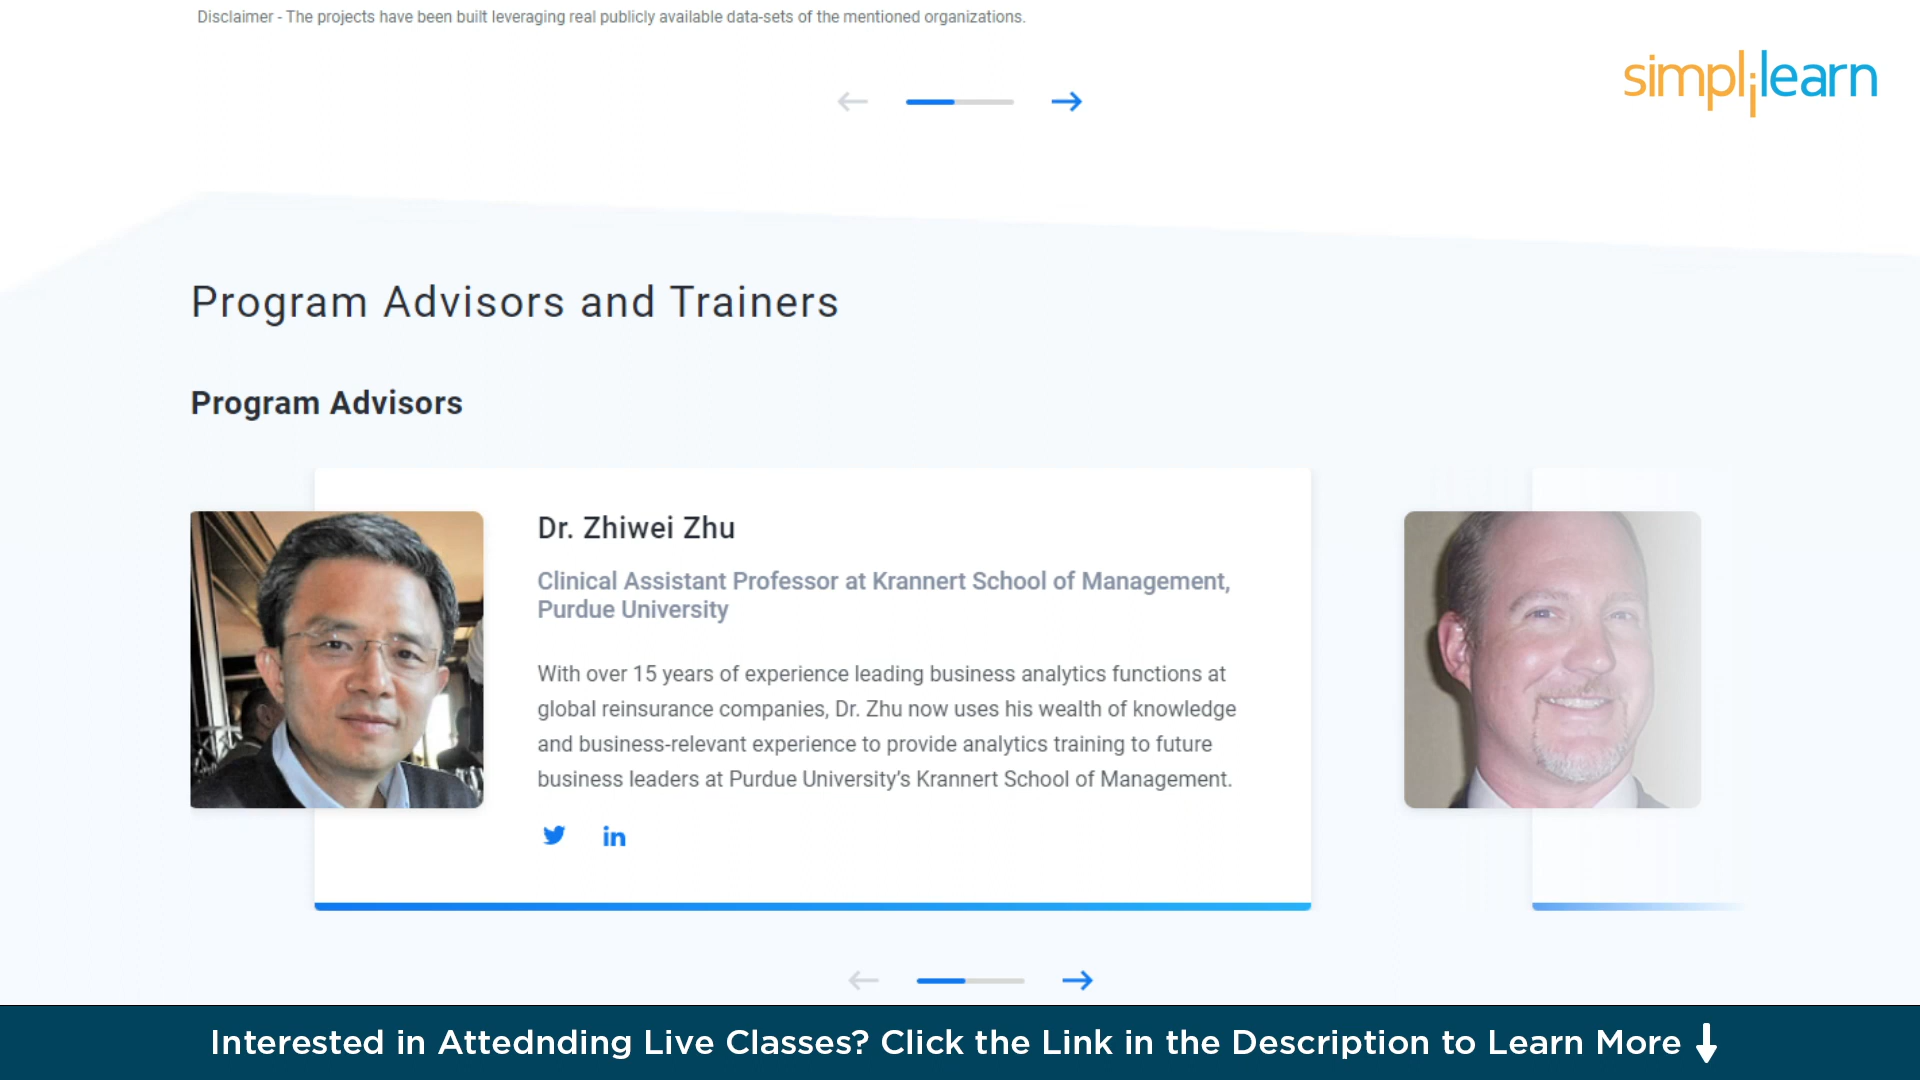 Disclaimer - The projects have been built leveraging real publicly available data-sets of the mentioned organizations.
simplilearn
Program Advisors and Trainers
Program Advisors
Dr. Zhiwei Zhu
Clinical Assistant Professor at Krannert School of Management,
Purdue University
With over 15 years of experience leading business analytics functions at
global reinsurance companies, Dr. Zhu now uses his wealth of knowledge
and business-relevant experience to provide analytics training to future
business leaders at Purdue University’s Krannert School of Management.
in
Interested in Attednding Live Classes? Click the Link in the Description to Learn More